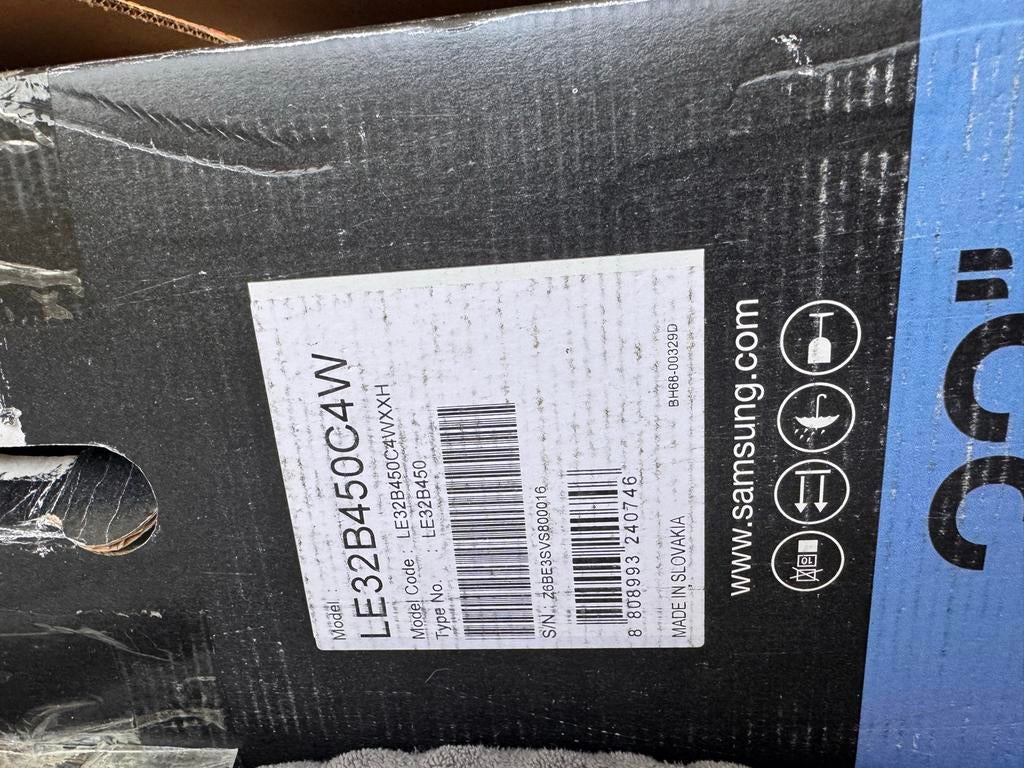 Model :
LE32B450C4W
Model Code : LE32B450C4WXXH
Type No. : LE32B450
S/N : Z6BE3SVS800016
8 808993 240746
MADE IN SLOVAKIA BH68-00329D
www.samsung.com